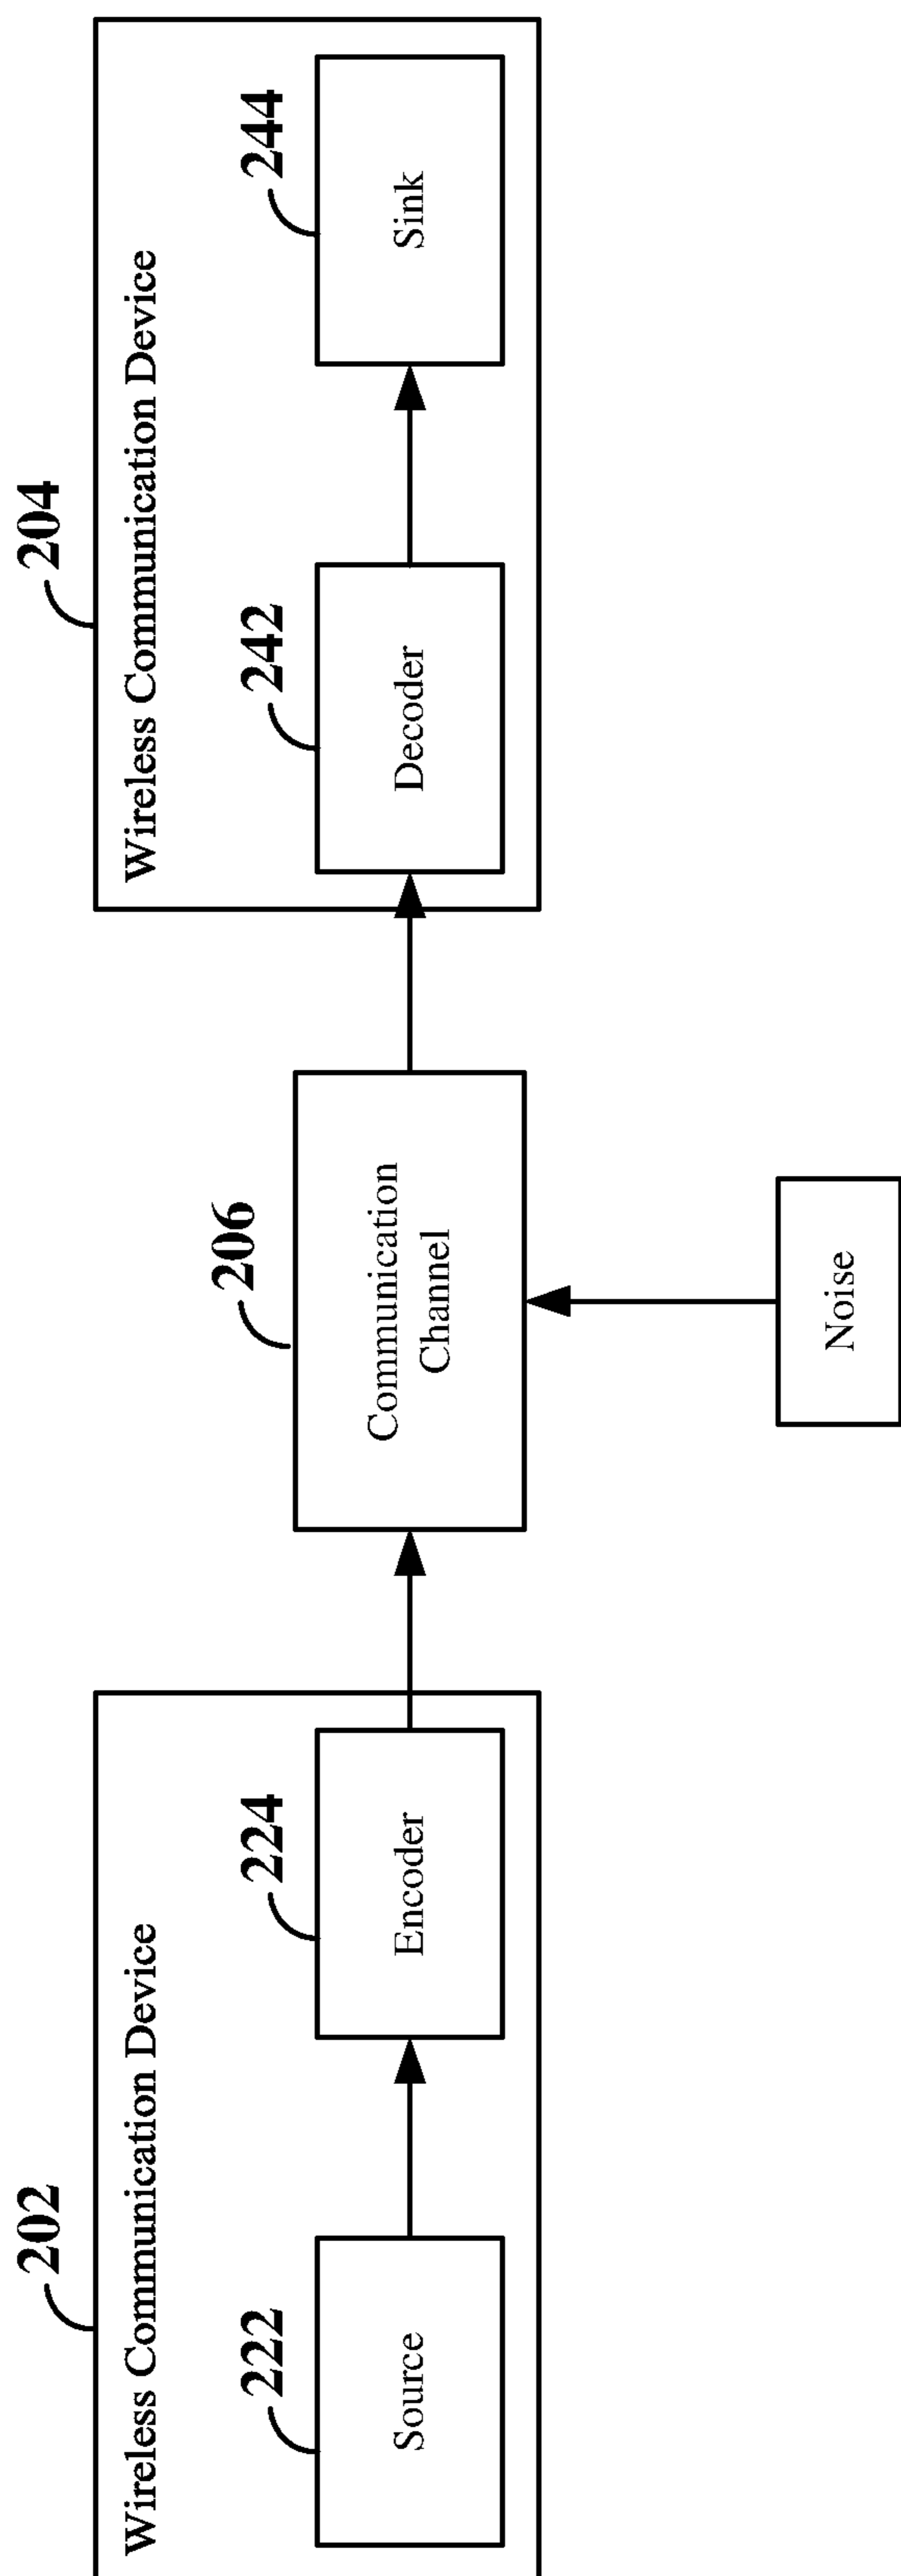 202
Wireless Communication Device
222
Source
224
Encoder
206
Communication
Channel
Noise
204
Wireless Communication Device
242
Decoder
244
Sink